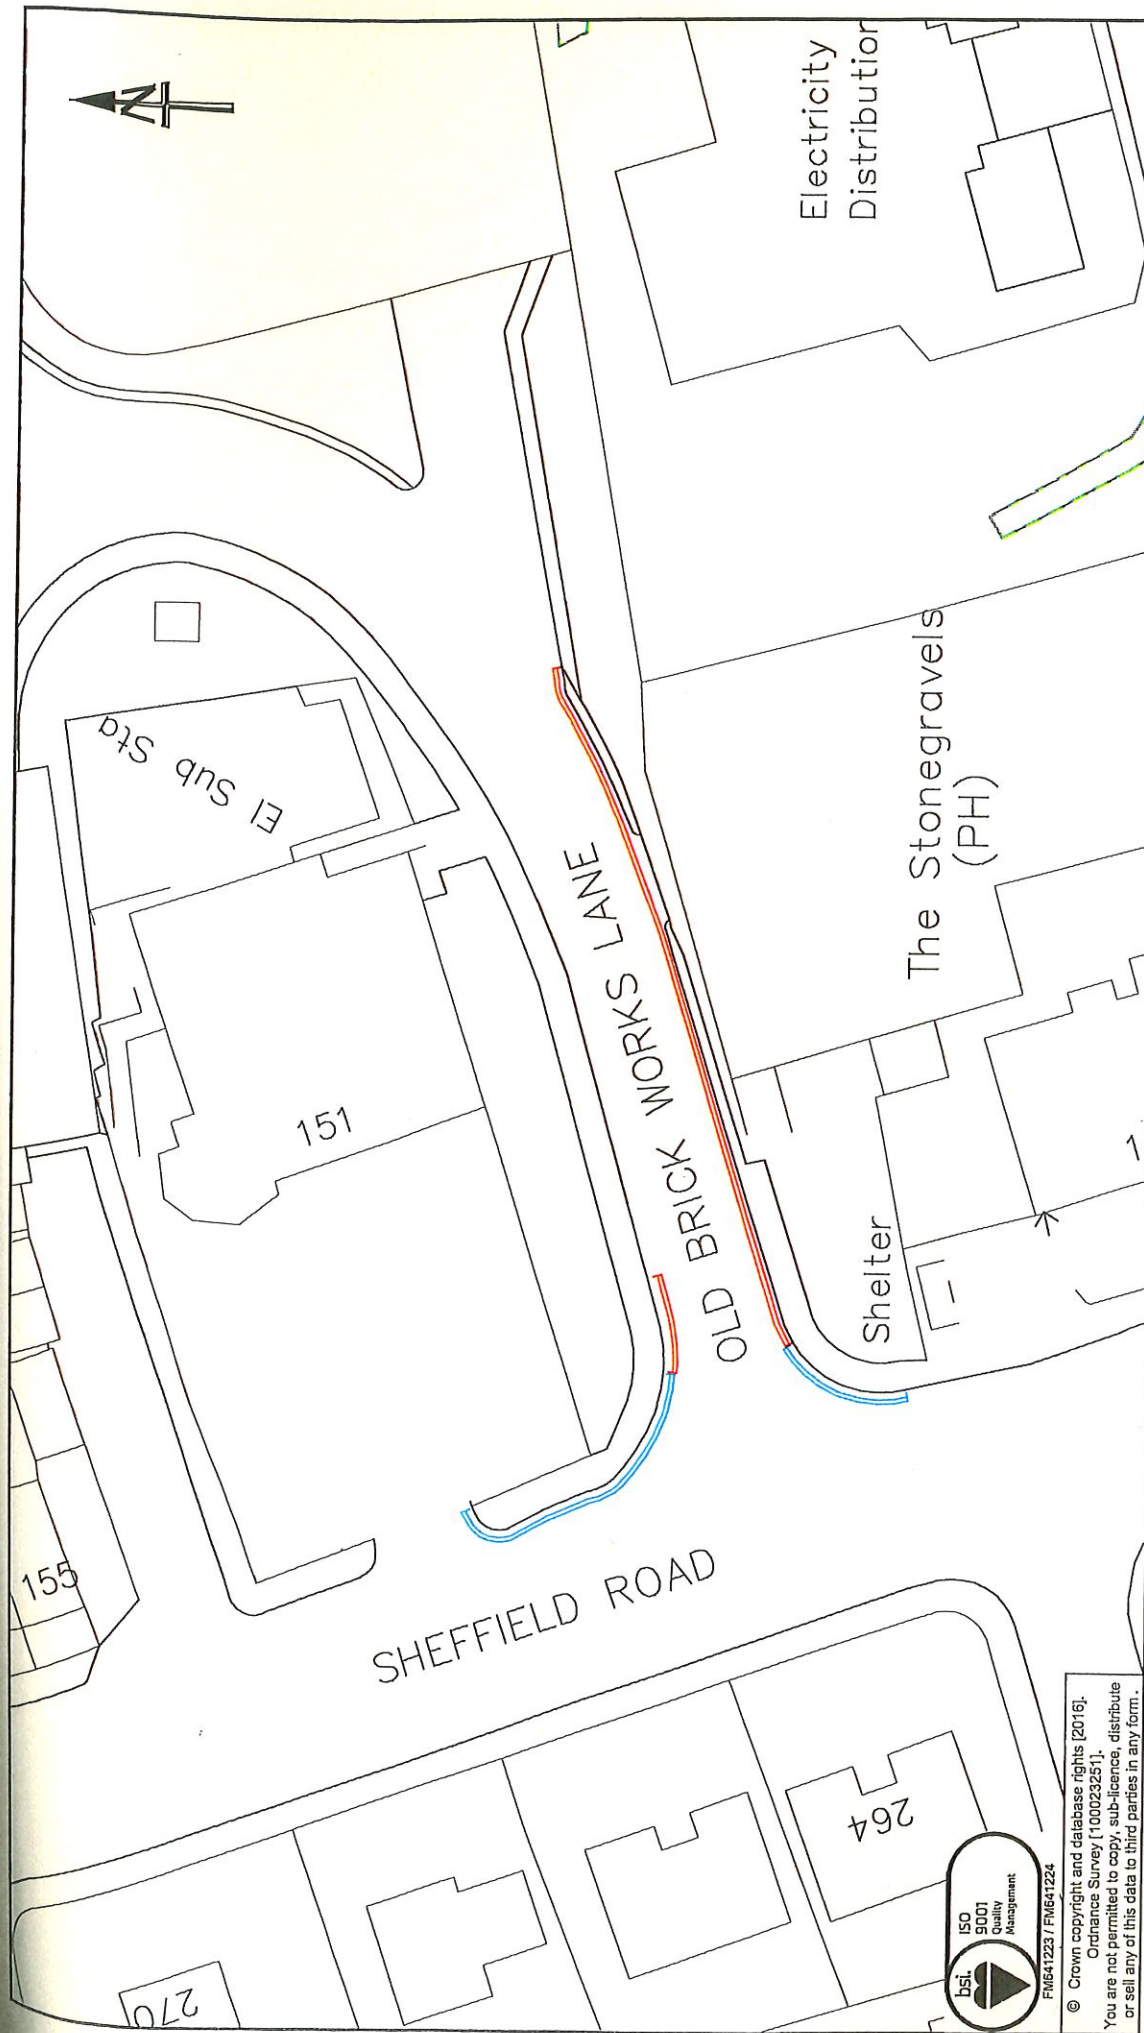 N
Electricity
Distribution
El Sub Sta
151
OLD BRICK WORKS LANE
The Stonegravels
(PH)
Shelter
1
155
SHEFFIELD ROAD
264
270
bsi.
ISO
9001
Quality
Management
FM641223 / FM641224
© Crown copyright and database rights [2016].
Ordnance Survey [100023251].
You are not permitted to copy, sub-licence, distribute
or sell any of this data to third parties in any form.